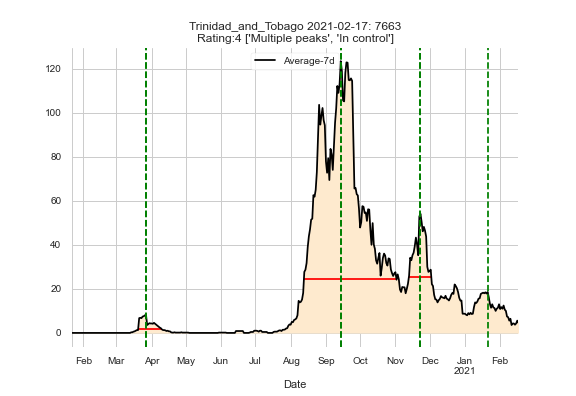 Trinidad_and_Tobago 2021-02-17: 7663
Rating:4 ['Multiple peaks', 'In control']
Average-7d
120
100
80
60
40
20
0
Feb Mar Apr May Jun Jul Aug Sep Oct Nov Dec Jan Feb
2021
Date